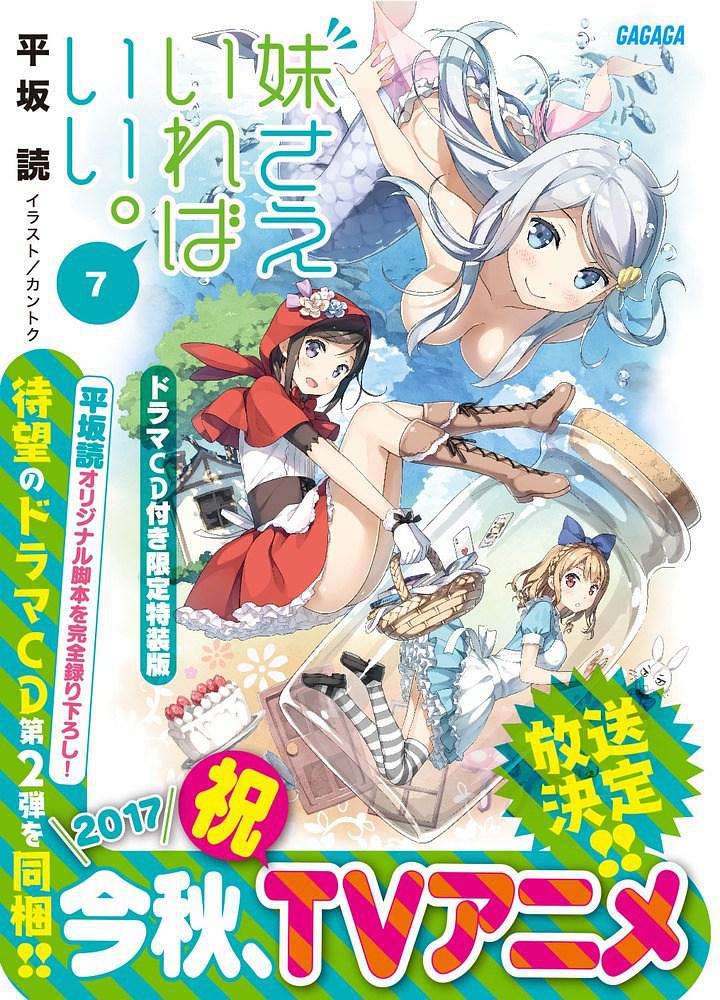 GAGAGA
妹さえ
いれば
いい。
7
平坂 読
イラスト/カントク
ドラマCD付き限定特装版
平坂読オリジナル脚本を完全録り下ろし!
待望のドラマCD第2弾を同梱!!
放送
決定!!
2017
祝
今秋、TVアニメ